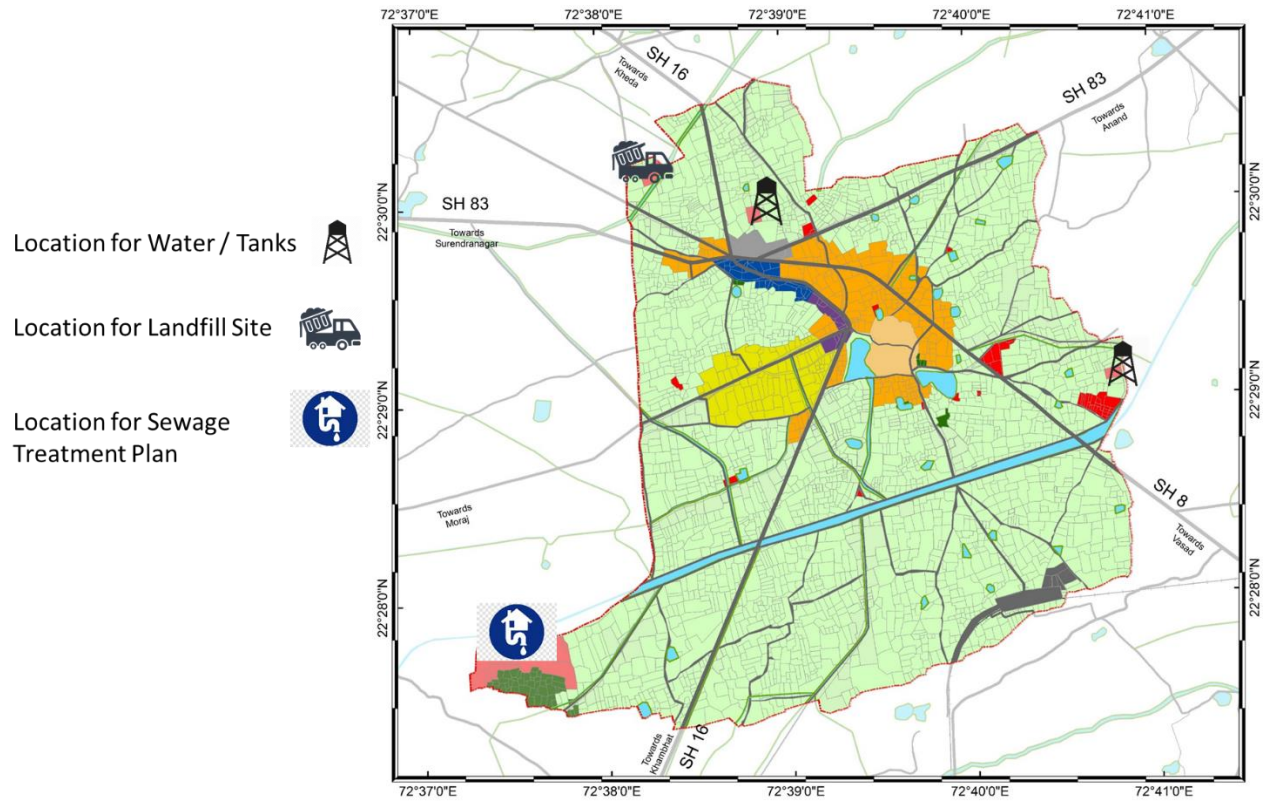 72°37'0"E
72°38'0"E
72°39'0"E
72°40'0"E
72°41'0"E
SH 16
Towards
Kheda
SH 83
Towards
Anand
22°30'0"N
22°30'0"N
SH 83
Towards
Surendranagar
Location for Water / Tanks
Location for Landfill Site
Location for Sewage
Treatment Plan
22°29'0"N
22°29'0"N
Towards
Moraj
SH 8
Towards
Vasad
22°28'0"N
22°28'0"N
Towards
Khambhat
SH 16
72°37'0"E
72°38'0"E
72°39'0"E
72°40'0"E
72°41'0"E